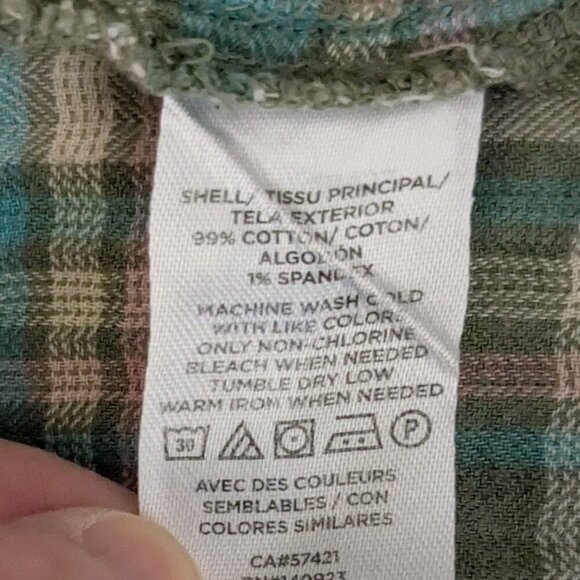 SHELL/ TISSU PRINCIPAL/
TELA EXTERIOR
99% COTTON/ COTON/
ALGODÓN
1% SPANDEX
MACHINE WASH COLD
WITH LIKE COLORS
ONLY NON-CHLORINE
BLEACH WHEN NEEDED
TUMBLE DRY LOW
WARM IRON WHEN NEEDED
30 P
AVEC DES COULEURS
SEMBLABLES / CON
COLORES SIMILARES
CA#57421
RN#140923